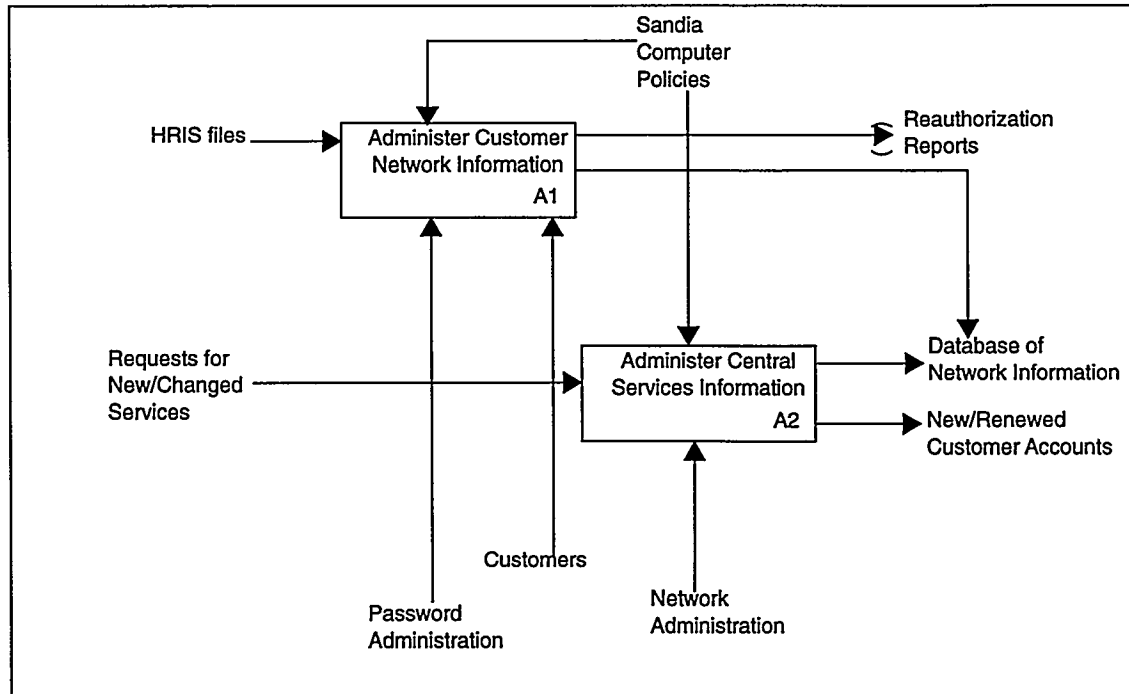 Sandia
Computer
Policies
HRIS files
Administer Customer
Network Information
A1
Reauthorization
Reports
Requests for
New/Changed
Services
Administer Central
Services Information
A2
Database of
Network Information
New/Renewed
Customer Accounts
Customers
Password
Administration
Network
Administration